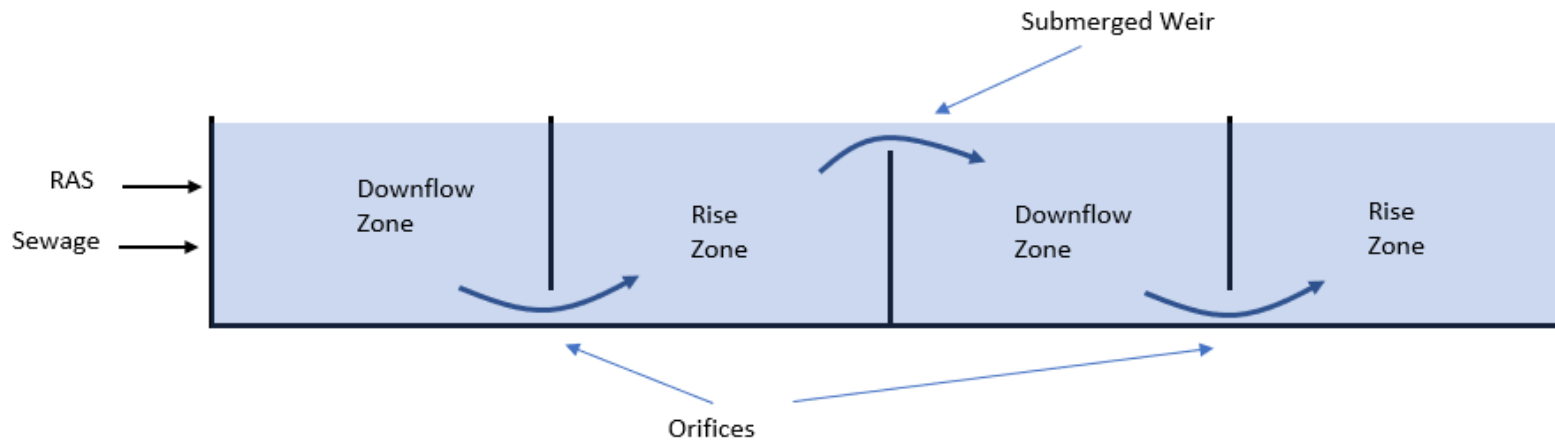 Submerged Weir
RAS
Sewage
Downflow
Zone
Rise
Zone
Downflow
Zone
Rise
Zone
Orifices